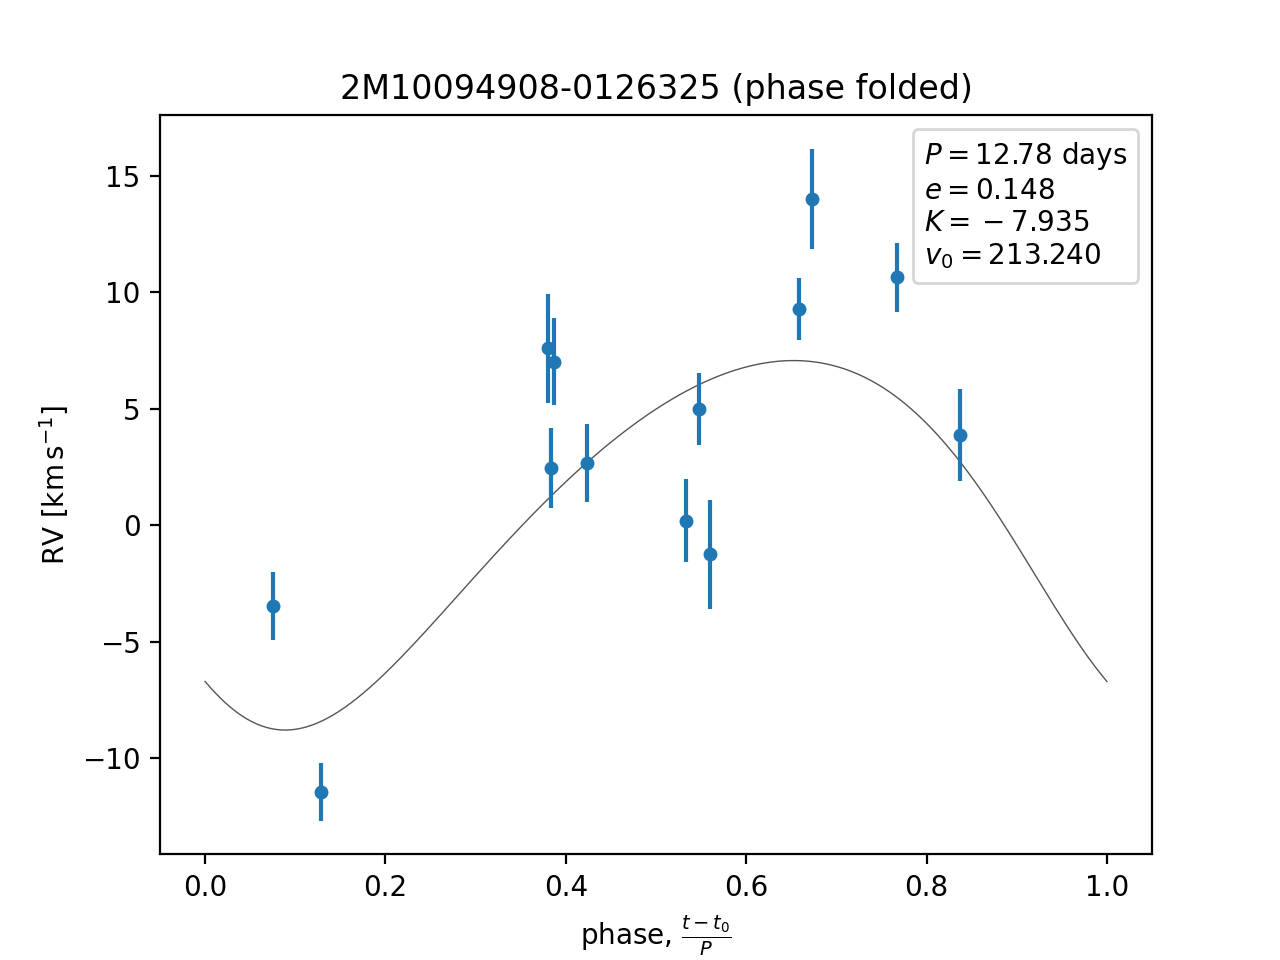 2M10094908-0126325 (phase folded)
P = 12.78 days
e = 0.148
K = −7.935
v₀ = 213.240
15
10
5
0
−5
−10
RV [km s⁻¹]
0.0 0.2 0.4 0.6 0.8 1.0
phase, (t − t₀)/P